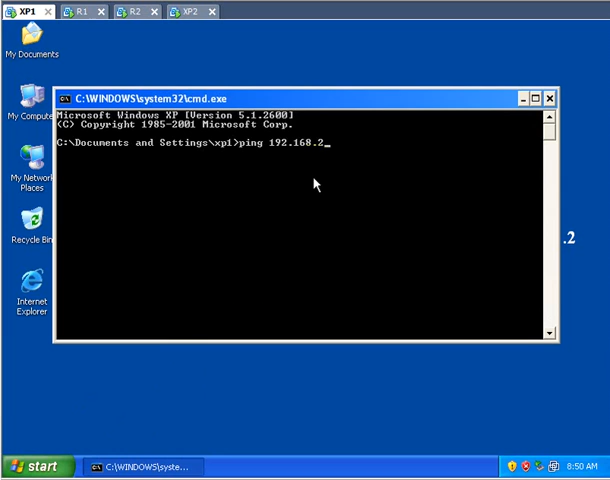 XP1
R1
R2
XP2
My Documents
My Compute
My Network
Places
Recycle Bin
Internet
Explorer
C:\WINDOWS\system32\cmd.exe
Microsoft Windows XP [Version 5.1.2600]
(C) Copyright 1985-2001 Microsoft Corp.
C:\Documents and Settings\xp1>ping 192.168.2_
.2
start
C:\WINDOWS\syste...
8:50 AM